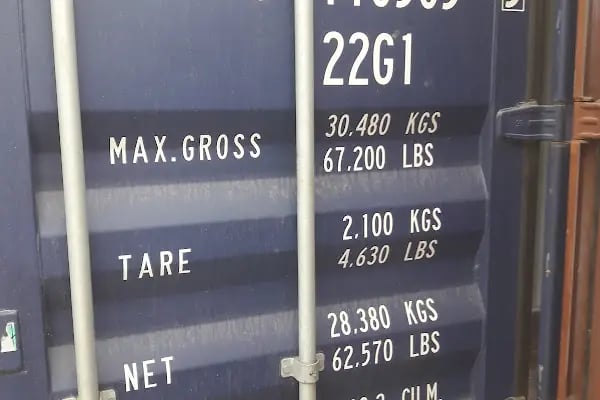 22G1
MAX.GROSS 30.480 KGS
67.200 LBS
TARE 2.100 KGS
4.630 LBS
28.380 KGS
NET 62.570 LBS
CU.M.